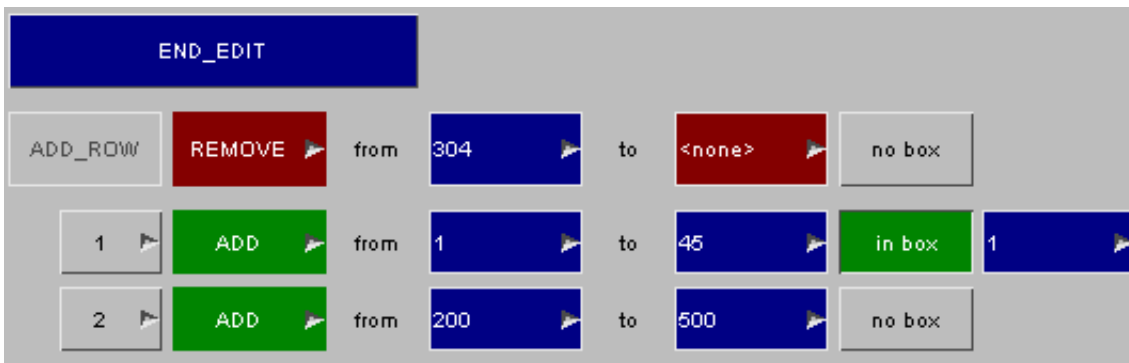 END_EDIT
ADD_ROW REMOVE from 304 to <none> no box
1 ADD from 1 to 45 in box 1
2 ADD from 200 to 500 no box